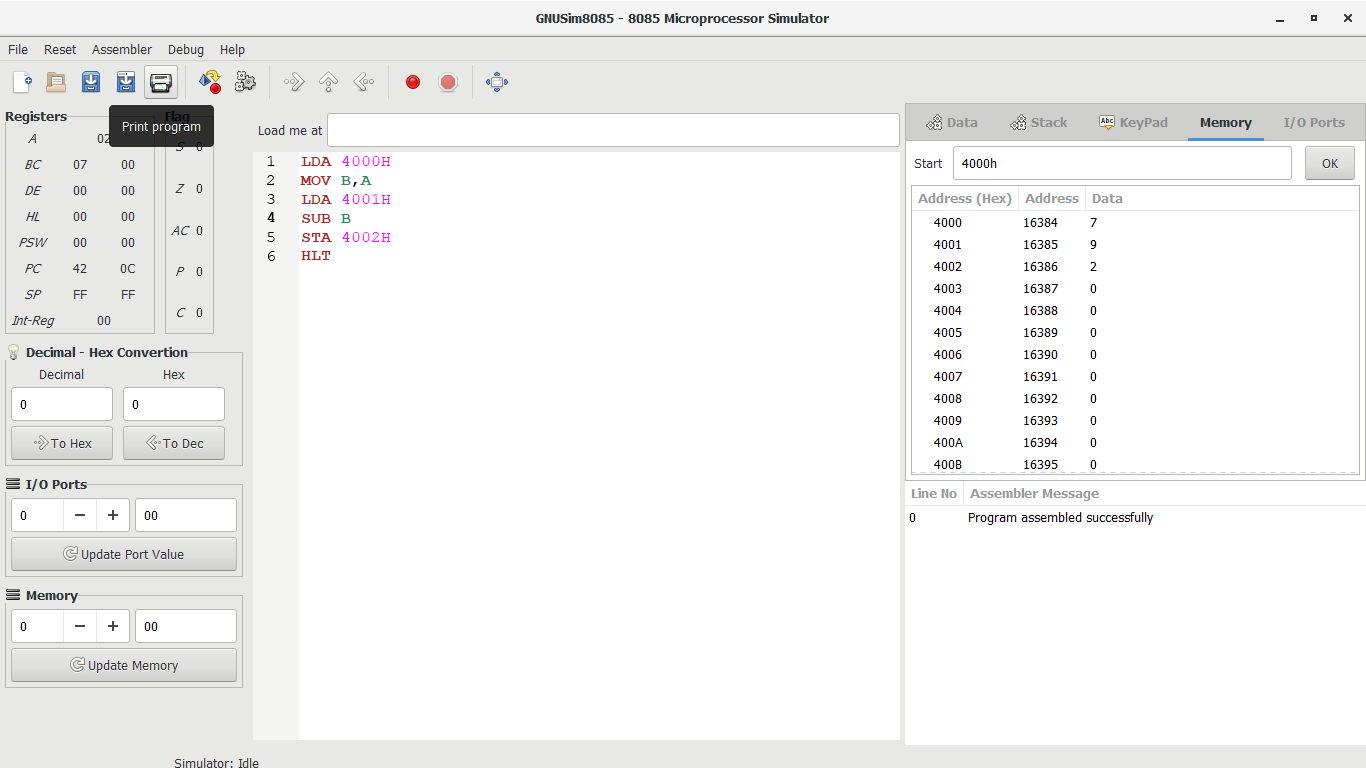 GNUSim8085 - 8085 Microprocessor Simulator
File Reset Assembler Debug Help
Print program
Registers
A 02
BC 07 00
DE 00 00
HL 00 00
PSW 00 00
PC 42 0C
SP FF FF
Int-Reg 00
Flag
S 0
Z 0
AC 0
P 0
C 0
Decimal - Hex Convertion
Decimal Hex
0 0
To Hex To Dec
I/O Ports
0 − + 00
Update Port Value
Memory
0 − + 00
Update Memory
Load me at
1 LDA 4000H
2 MOV B,A
3 LDA 4001H
4 SUB B
5 STA 4002H
6 HLT
Data Stack Abc KeyPad Memory I/O Ports
Start 4000h OK
Address (Hex) Address Data
4000 16384 7
4001 16385 9
4002 16386 2
4003 16387 0
4004 16388 0
4005 16389 0
4006 16390 0
4007 16391 0
4008 16392 0
4009 16393 0
400A 16394 0
400B 16395 0
Line No Assembler Message
0 Program assembled successfully
Simulator: Idle